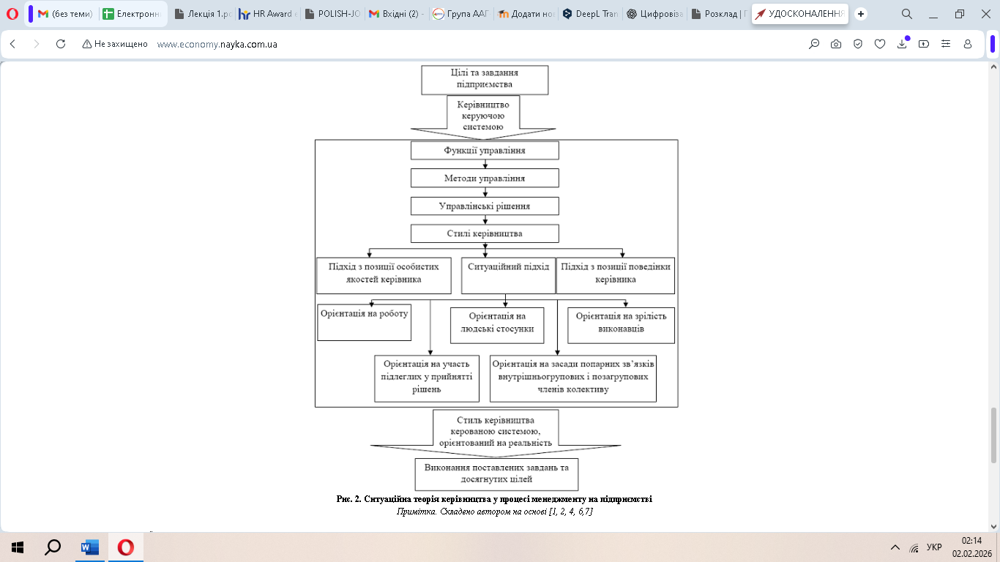 (без теми)
Електронн
Лекція 1.ро
HR Award
POLISH-JO
Вхідні (2) -
Група ААГ
Додати но
DeepL Tran
Цифровіза
Розклад | Г
УДОСКОНАЛЕННЯ
Не захищено
www.economy.nayka.com.ua
Цілі та завдання
підприємства
Керівництво
керуючою
системою
Функції управління
Методи управління
Управлінські рішення
Стилі керівництва
Підхід з позиції особистих
якостей керівника
Ситуаційний підхід
Підхід з позиції поведінки
керівника
Орієнтація на роботу
Орієнтація на
людські стосунки
Орієнтація на зрілість
виконавців
Орієнтація на участь
підлеглих у прийнятті
рішень
Орієнтація на засади попарних зв’язків
внутрішньогрупових і позагрупових
членів колективу
Стиль керівництва
керованою системою,
орієнтований на реальність
Виконання поставлених завдань та
досягнутих цілей
Рис. 2. Ситуаційна теорія керівництва у процесі менеджменту на підприємстві
Примітка. Складено автором на основі [1, 2, 4, 6,7]
УКР
02:14
02.02.2026